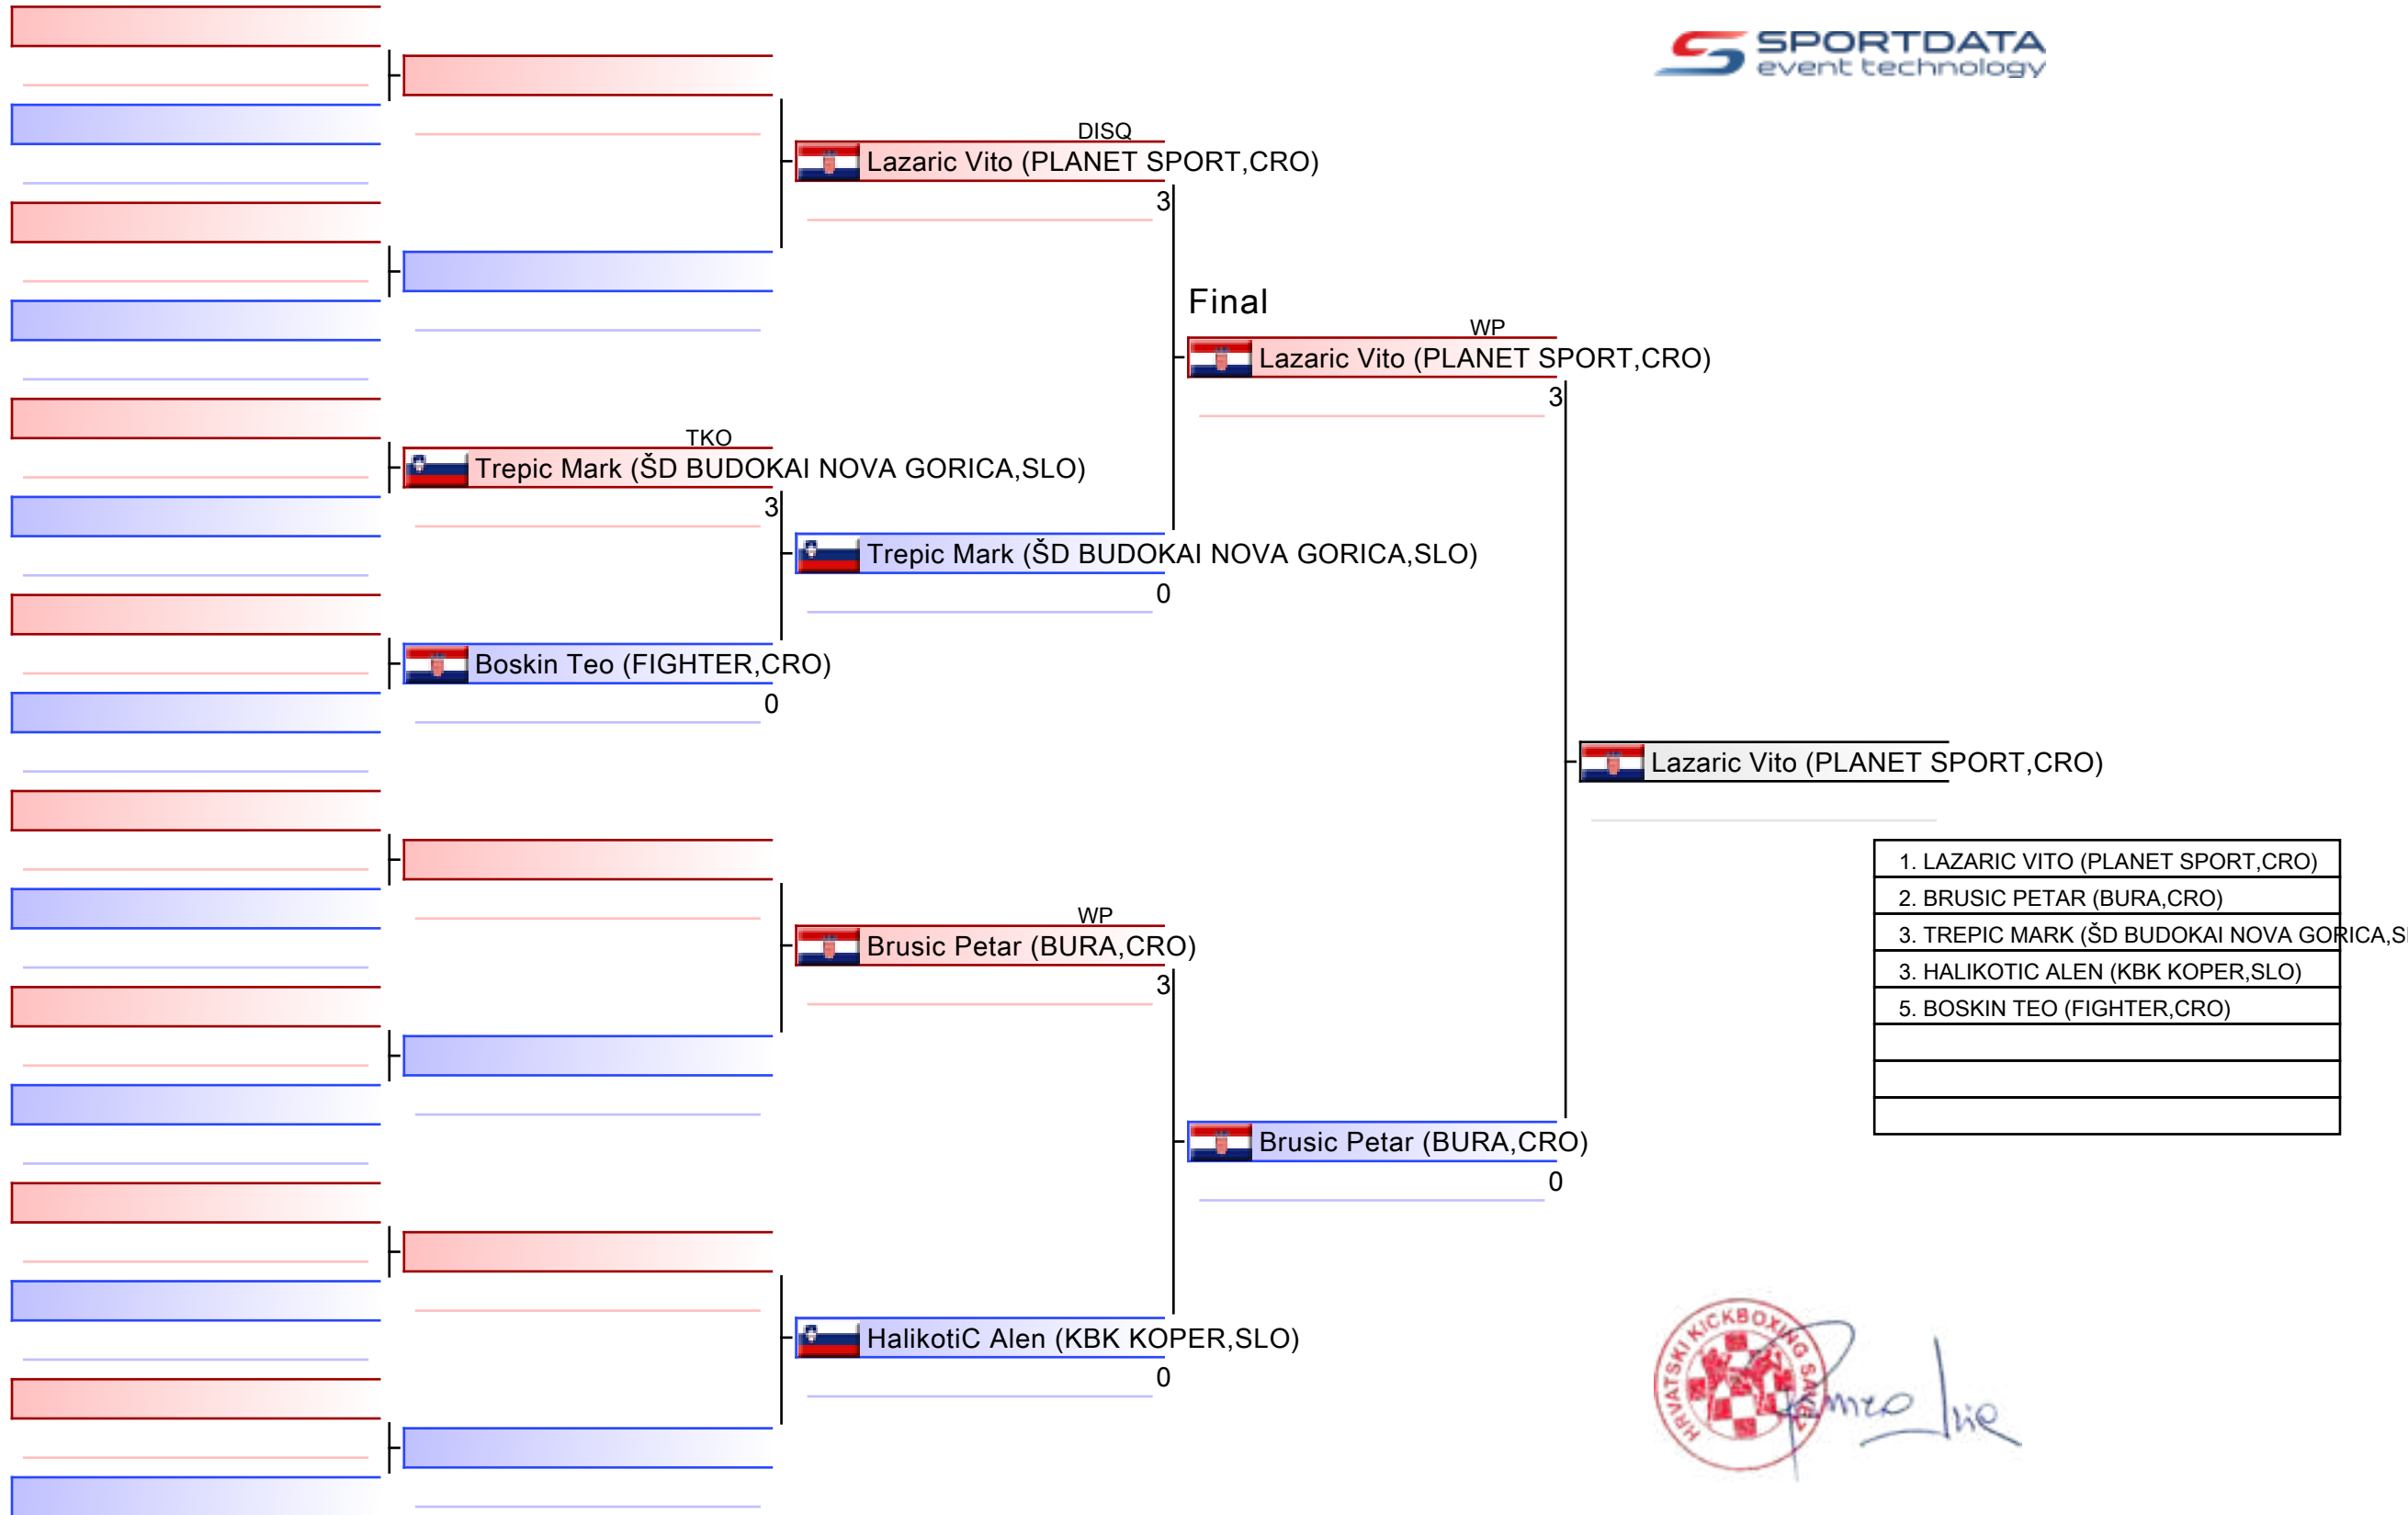 SPORTDATA
event technology
DISQ
Lazaric Vito (PLANET SPORT,CRO)
3
Final
WP
Lazaric Vito (PLANET SPORT,CRO)
3
TKO
Trepic Mark (ŠD BUDOKAI NOVA GORICA,SLO)
3
Trepic Mark (ŠD BUDOKAI NOVA GORICA,SLO)
0
Boskin Teo (FIGHTER,CRO)
0
Lazaric Vito (PLANET SPORT,CRO)
1. LAZARIC VITO (PLANET SPORT,CRO)
2. BRUSIC PETAR (BURA,CRO)
3. TREPIC MARK (ŠD BUDOKAI NOVA GORICA,S
3. HALIKOTIC ALEN (KBK KOPER,SLO)
5. BOSKIN TEO (FIGHTER,CRO)
WP
Brusic Petar (BURA,CRO)
3
Brusic Petar (BURA,CRO)
0
HalikotiC Alen (KBK KOPER,SLO)
0
HRVATSKI KICKBOXING SAVEZ